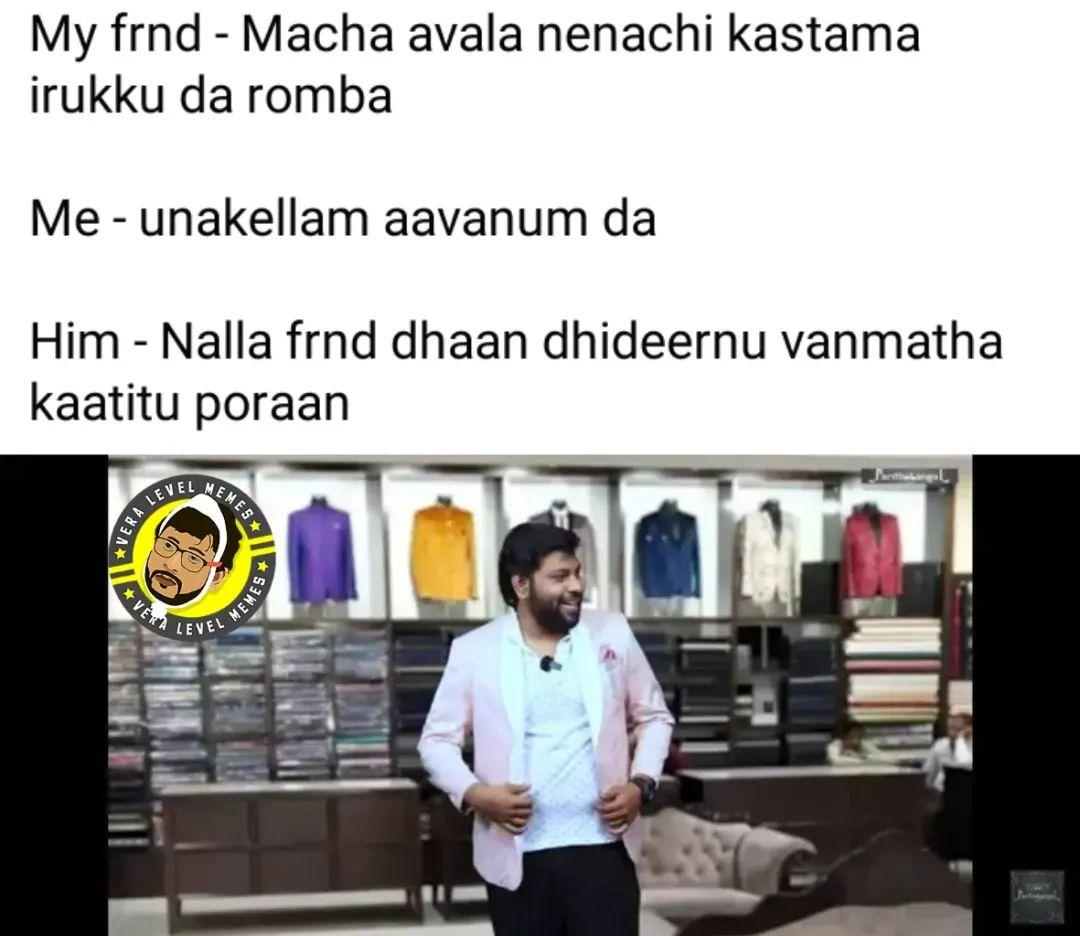 My frnd - Macha avala nenachi kastama
irukku da romba
Me - unakellam aavanum da
Him - Nalla frnd dhaan dhideernu vanmatha
kaatitu poraan
VERA LEVEL MEMES
VERA LEVEL MEMES